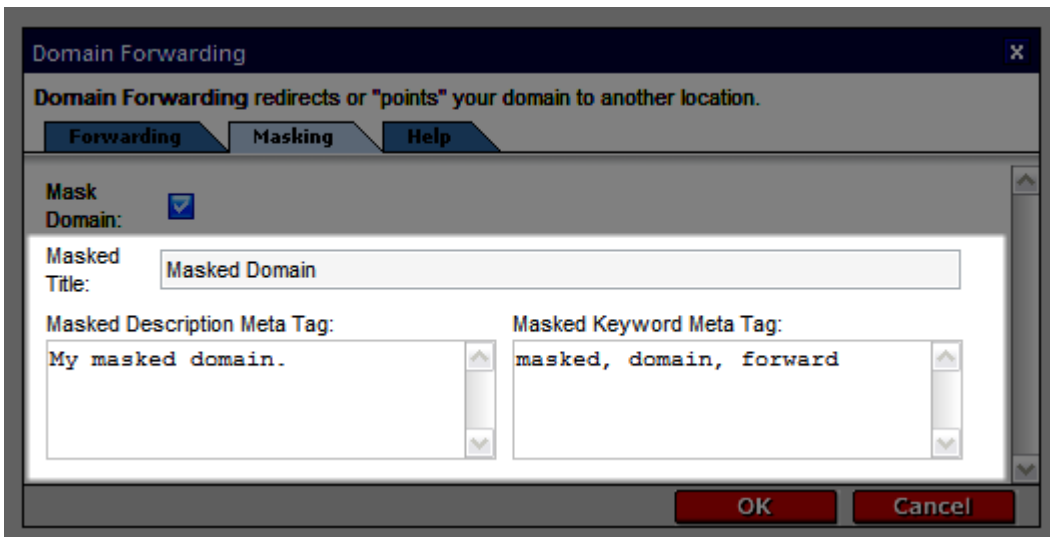 Domain Forwarding x
Domain Forwarding redirects or "points" your domain to another location.
Forwarding Masking Help
Mask
Domain:
Masked
Title:
Masked Domain
Masked Description Meta Tag: Masked Keyword Meta Tag:
My masked domain. masked, domain, forward
OK Cancel